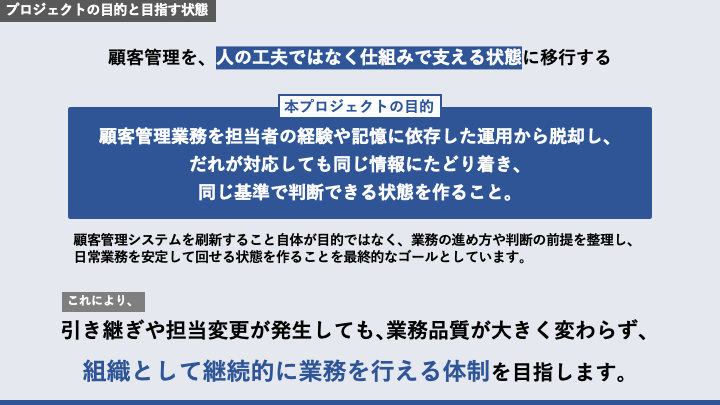 プロジェクトの目的と目指す状態
顧客管理を、人の工夫ではなく仕組みで支える状態に移行する
本プロジェクトの目的
顧客管理業務を担当者の経験や記憶に依存した運用から脱却し、
だれが対応しても同じ情報にたどり着き、
同じ基準で判断できる状態を作ること。
顧客管理システムを刷新すること自体が目的ではなく、業務の進め方や判断の前提を整理し、
日常業務を安定して回せる状態を作ることを最終的なゴールとしています。
これにより、
引き継ぎや担当変更が発生しても、業務品質が大きく変わらず、
組織として継続的に業務を行える体制を目指します。